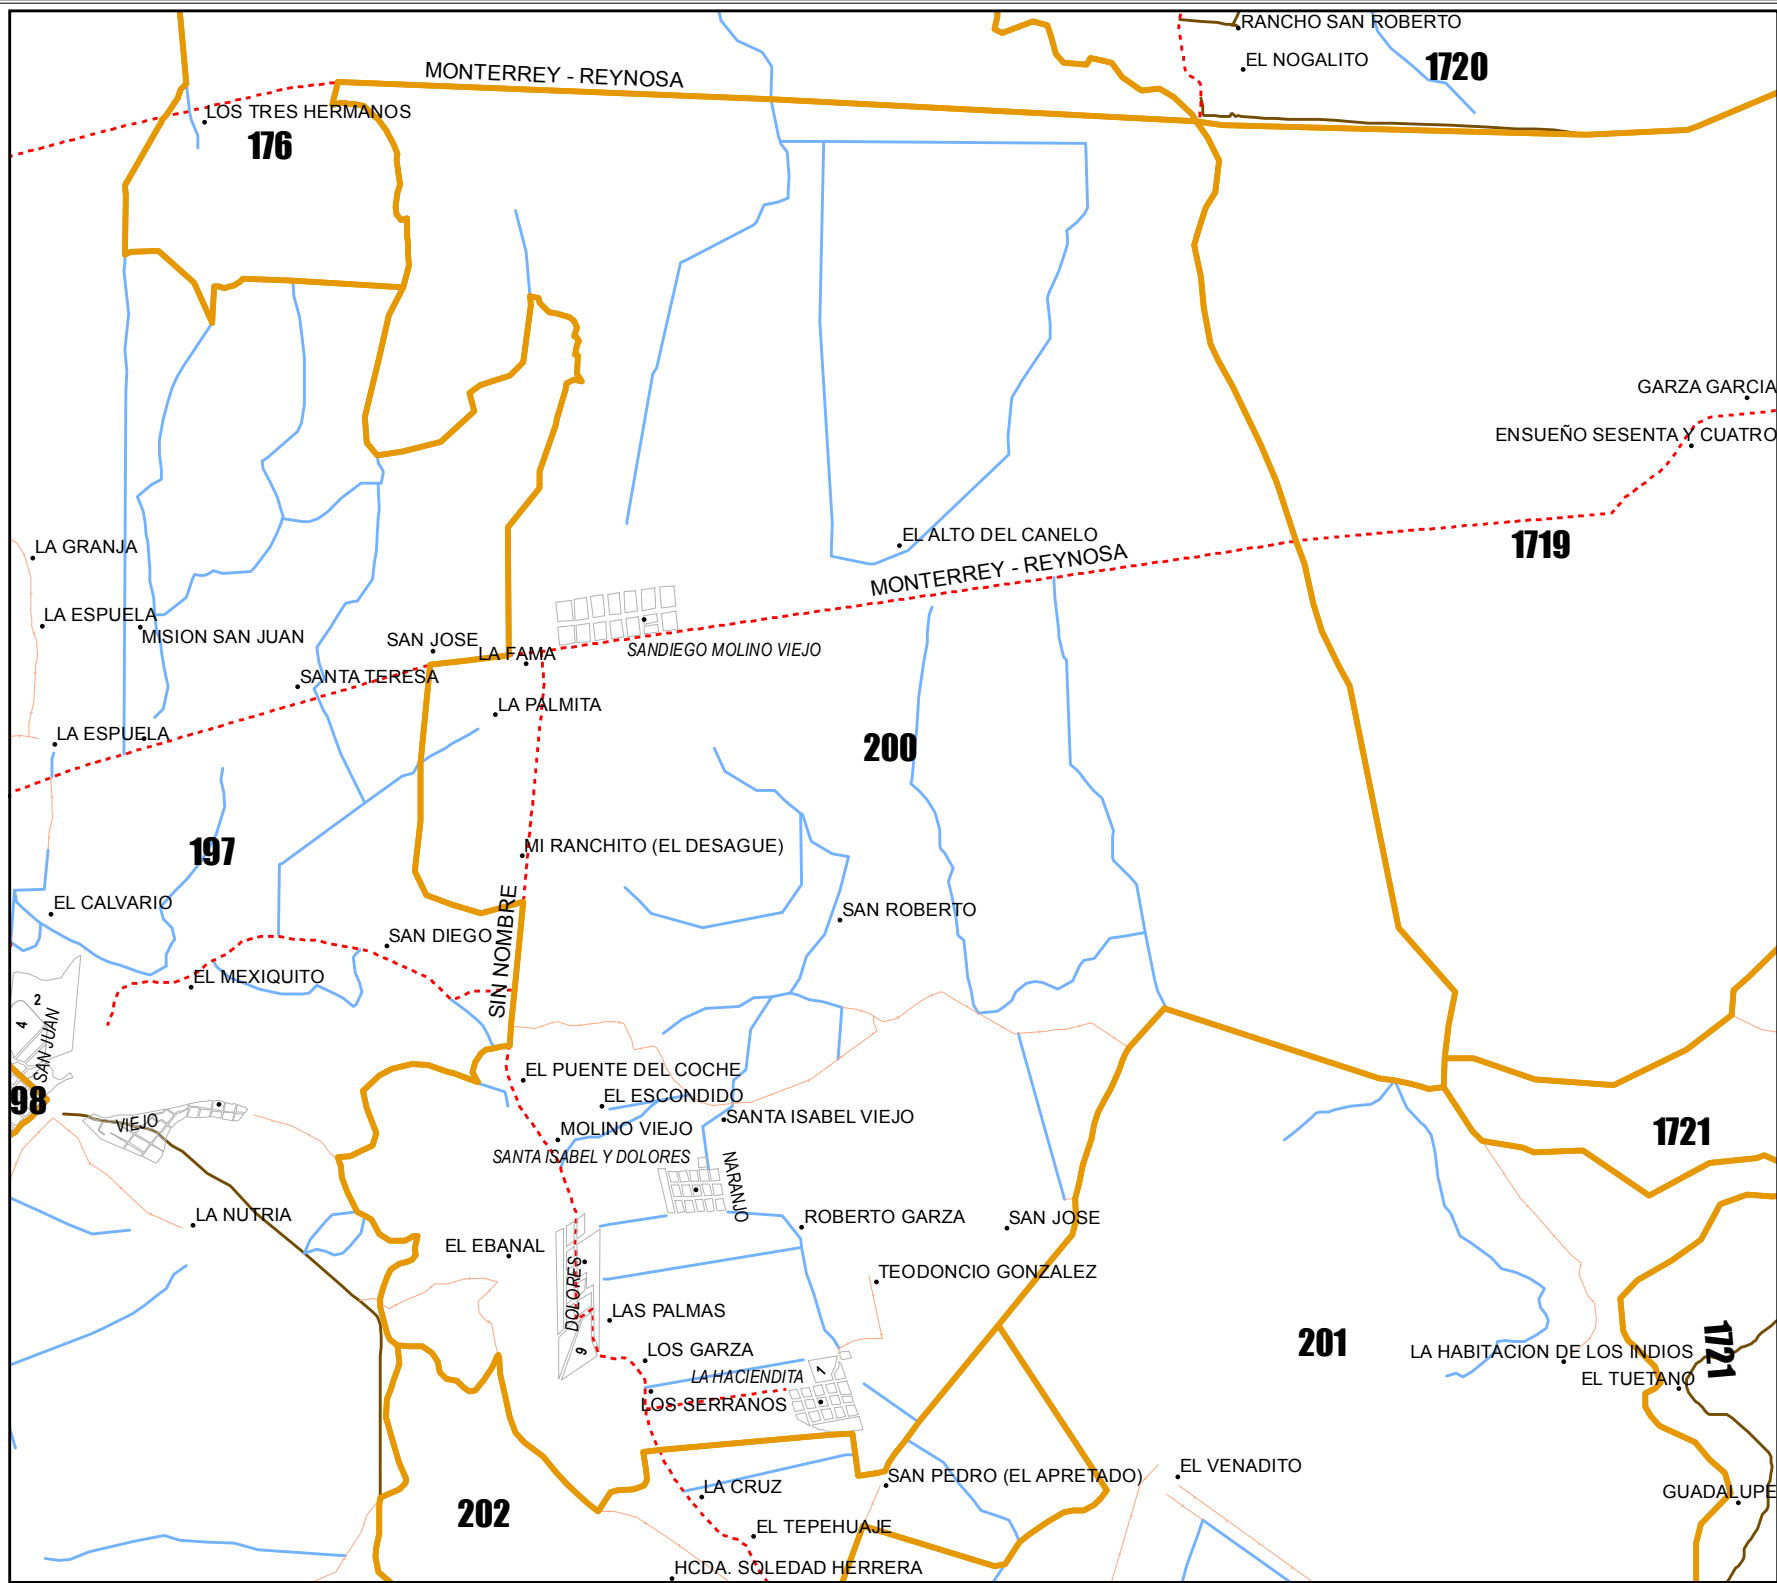 RANCHO SAN ROBERTO
EL NOGALITO
1720
MONTERREY - REYNOSA
LOS TRES HERMANOS
176
GARZA GARCIA
ENSUEÑO SESENTA Y CUATRO
1719
EL ALTO DEL CANELO
MONTERREY - REYNOSA
LA GRANJA
LA ESPUELA
MISION SAN JUAN
SAN JOSE
LA FAMA
SANDIEGO MOLINO VIEJO
SANTA TERESA
LA PALMITA
LA ESPUELA
200
197
MI RANCHITO (EL DESAGUE)
EL CALVARIO
SAN ROBERTO
SAN DIEGO
SIN NOMBRE
EL MEXIQUITO
2
4
SAN JUAN
98
VIEJO
EL PUENTE DEL COCHE
EL ESCONDIDO
SANTA ISABEL VIEJO
MOLINO VIEJO
SANTA ISABEL Y DOLORES
NARANJO
1721
LA NUTRIA
ROBERTO GARZA
SAN JOSE
EL EBANAL
DOLORES
TEODONCIO GONZALEZ
LAS PALMAS
9
LOS GARZA
LA HACIENDITA
1
LOS SERRANOS
201
LA HABITACION DE LOS INDIOS
1721
EL TUETANO
SAN PEDRO (EL APRETADO)
EL VENADITO
LA CRUZ
GUADALUPE
202
EL TEPEHUAJE
HCDA. SOLEDAD HERRERA